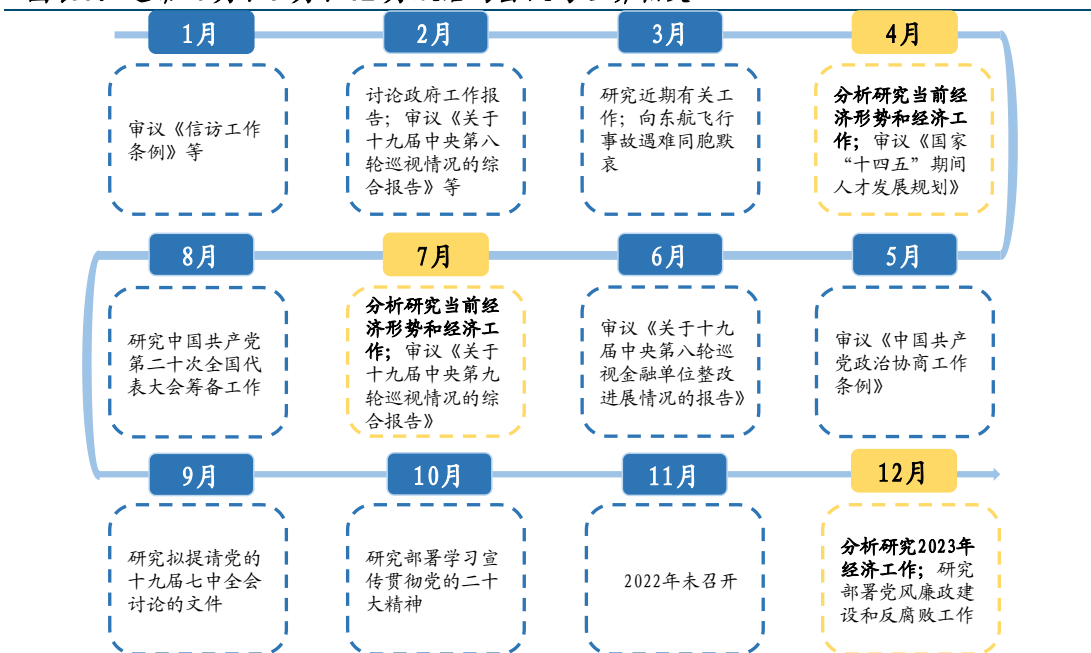 1月
审议《信访工作
条例》等
2月
讨论政府工作报
告；审议《关于
十九届中央第八
轮巡视情况的综
合报告》等
3月
研究近期有关工
作；向东航飞行
事故遇难同胞默
哀
4月
分析研究当前经
济形势和经济工
作；审议《国家
“十四五”期间
人才发展规划》
8月
研究中国共产党
第二十次全国代
表大会筹备工作
7月
分析研究当前经
济形势和经济工
作；审议《关于
十九届中央第九
轮巡视情况的综
合报告》
6月
审议《关于十九
届中央第八轮巡
视金融单位整改
进展情况的报告》
5月
审议《中国共产
党政治协商工作
条例》
9月
研究拟提请党的
十九届七中全会
讨论的文件
10月
研究部署学习宣
传贯彻党的二十
大精神
11月
2022年未召开
12月
分析研究2023年
经济工作；研究
部署党风廉政建
设和反腐败工作